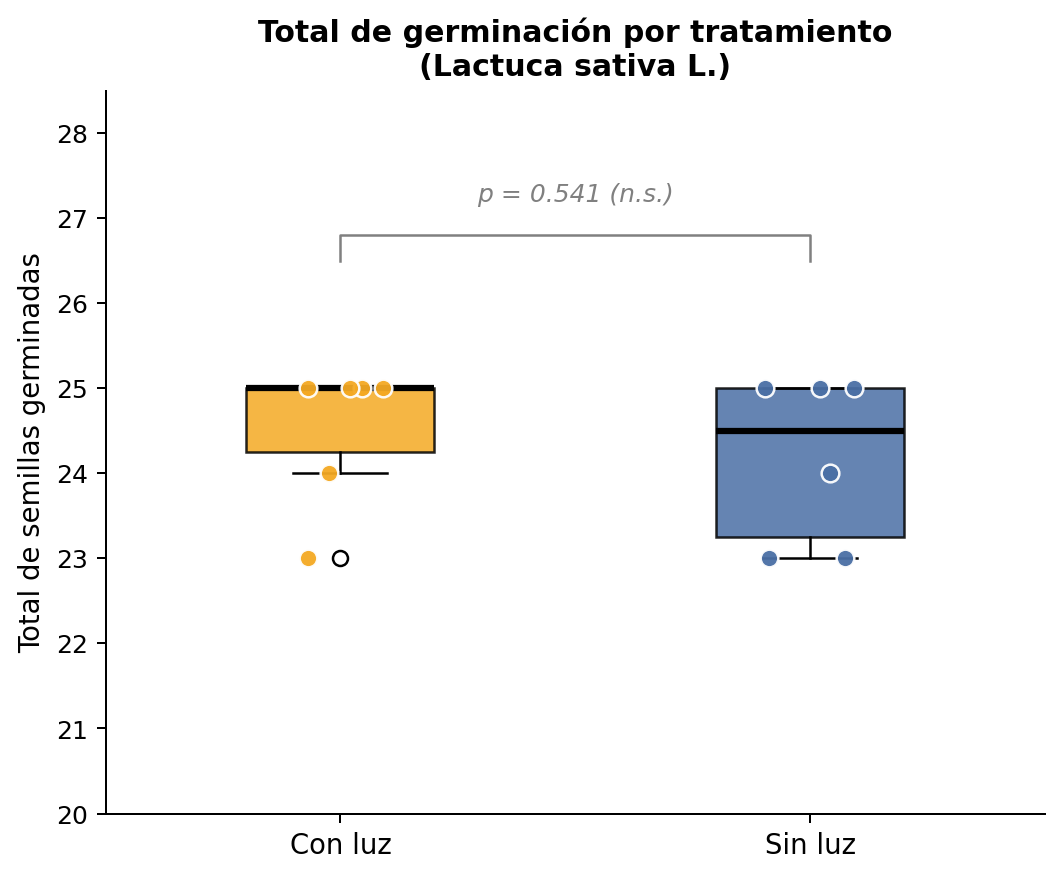 Total de germinación por tratamiento
(Lactuca sativa L.)
28
27
26
25
24
23
22
21
20
Total de semillas germinadas
p = 0.541 (n.s.)
Con luz
Sin luz